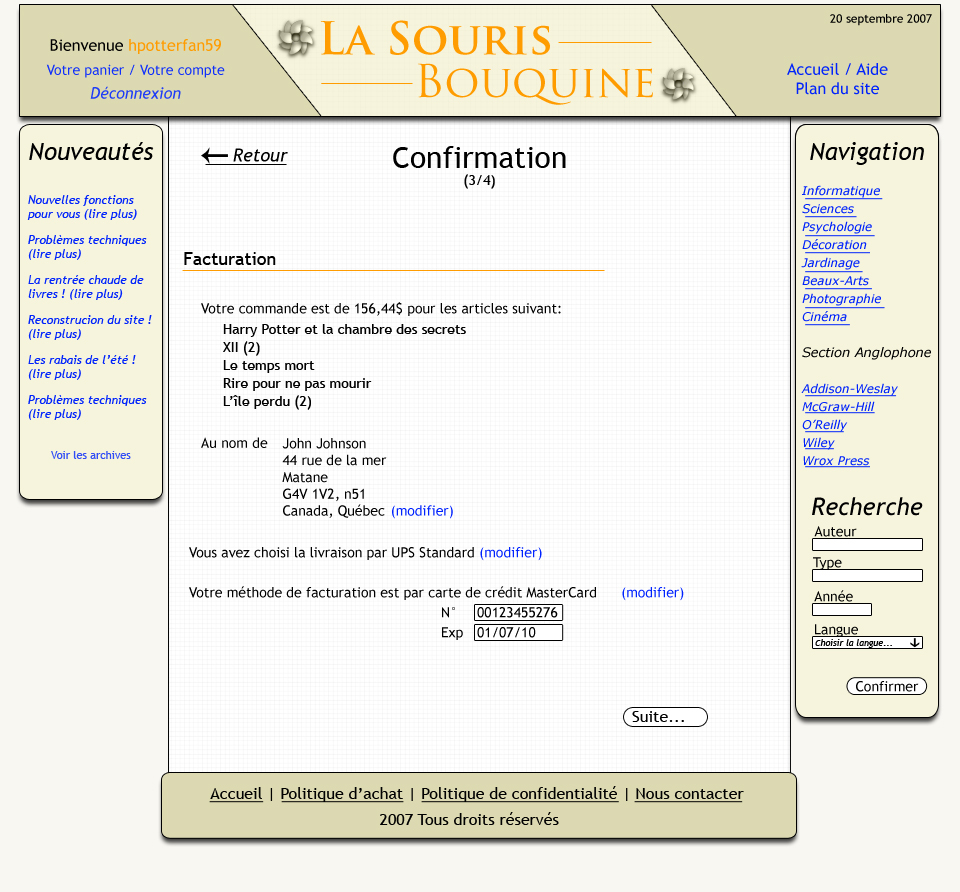 20 septembre 2007
Bienvenue hpotterfan59
Votre panier / Votre compte
Déconnexion
LA SOURIS
BOUQUINE
Accueil / Aide
Plan du site
Nouveautés
Nouvelles fonctions
pour vous (lire plus)
Problèmes techniques
(lire plus)
La rentrée chaude de
livres ! (lire plus)
Reconstrucion du site !
(lire plus)
Les rabais de l'été !
(lire plus)
Problèmes techniques
(lire plus)
Voir les archives
Retour
Confirmation
(3/4)
Facturation
Votre commande est de 156,44$ pour les articles suivant:
Harry Potter et la chambre des secrets
XII (2)
Le temps mort
Rire pour ne pas mourir
L'île perdu (2)
Au nom de John Johnson
44 rue de la mer
Matane
G4V 1V2, n51
Canada, Québec (modifier)
Vous avez choisi la livraison par UPS Standard (modifier)
Votre méthode de facturation est par carte de crédit MasterCard (modifier)
N° 00123455276
Exp 01/07/10
Suite...
Navigation
Informatique
Sciences
Psychologie
Décoration
Jardinage
Beaux-Arts
Photographie
Cinéma
Section Anglophone
Addison-Weslay
McGraw-Hill
O'Reilly
Wiley
Wrox Press
Recherche
Auteur
Type
Année
Langue
Choisir la langue...
Confirmer
Accueil | Politique d'achat | Politique de confidentialité | Nous contacter
2007 Tous droits réservés